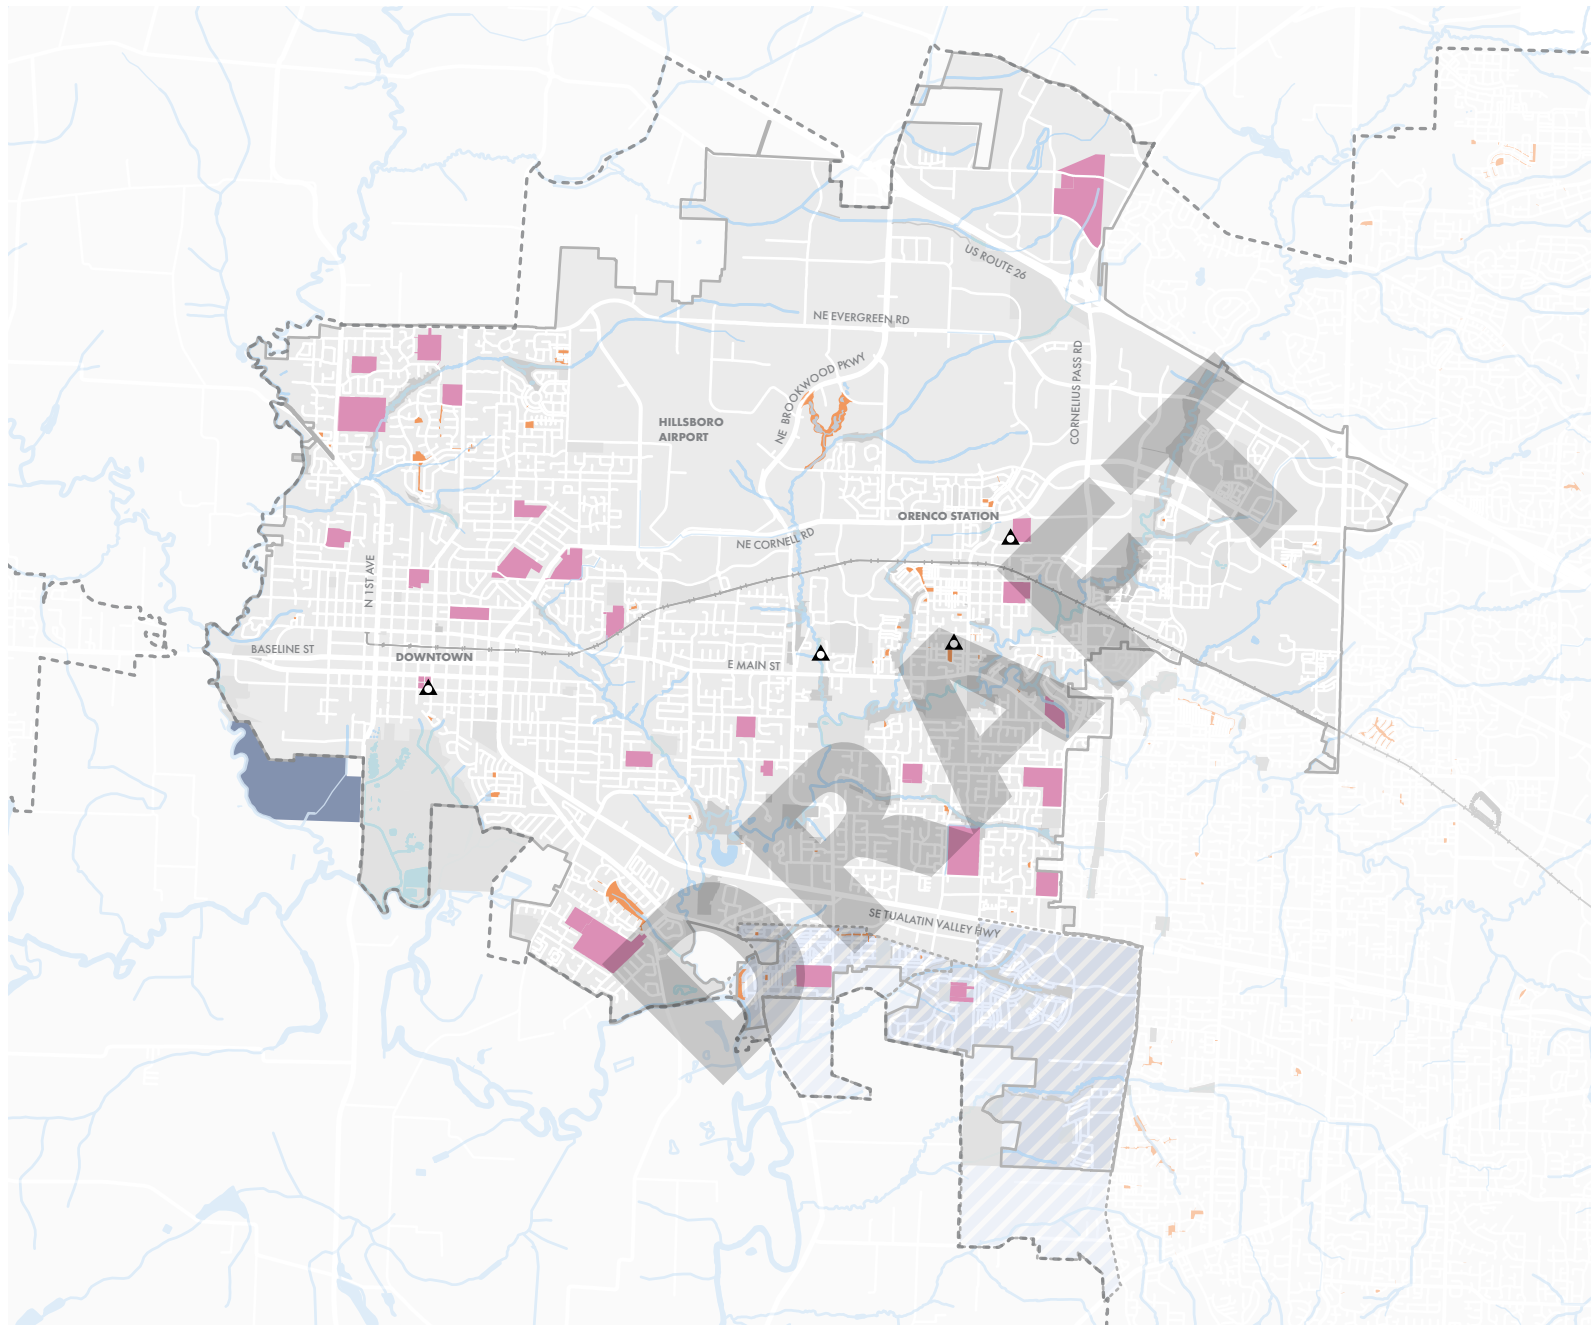 US ROUTE 26
NE EVERGREEN RD
CORNELIUS PASS RD
NE BROOKWOOD PKWY
HILLSBORO
AIRPORT
ORENCO STATION
NE CORNELL RD
N 1ST AVE
BASELINE ST
DOWNTOWN
E MAIN ST
SE TUALATIN VALLEY HWY
DRAFT